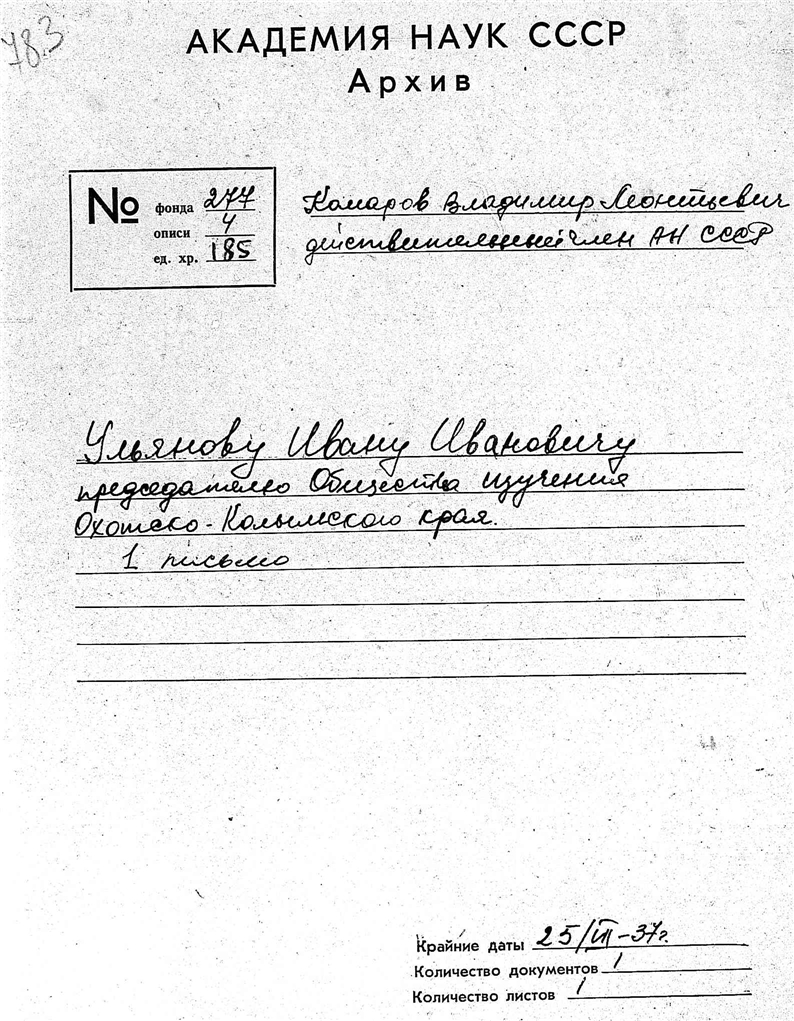 783
АКАДЕМИЯ НАУК СССР
Архив
№ фонда 277
описи 4
ед. хр. 185
Комаров Владимир Леонтьевич
действительный член АН СССР
Ульянову Ивану Ивановичу
председателю Общества изучения
Охотско-Колымского края.
1 письмо
Крайние даты 25/III-37г.
Количество документов 1
Количество листов 1